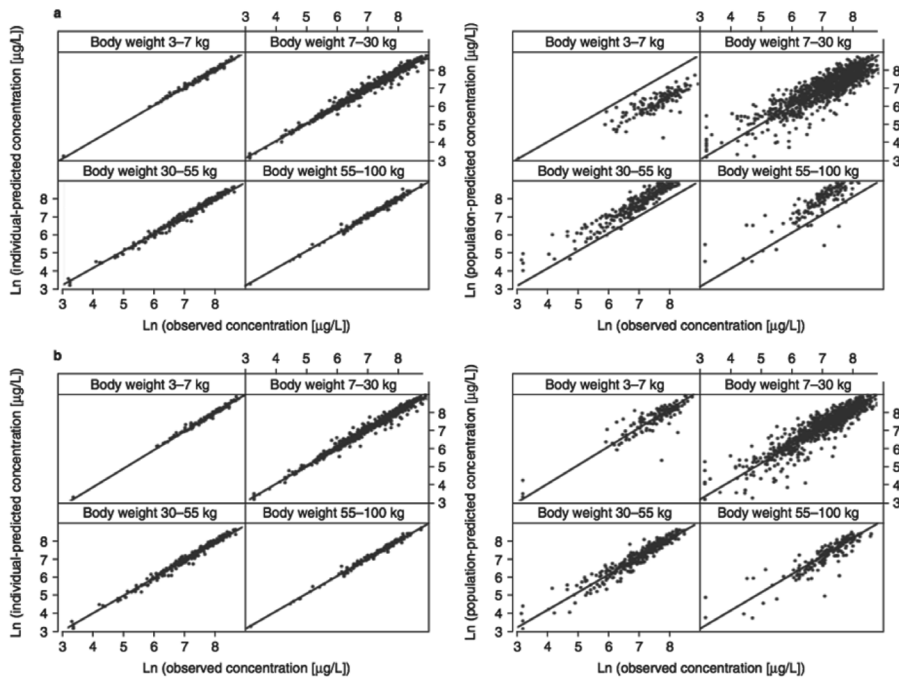 a
3 4 5 6 7 8
3 4 5 6 7 8
Body weight 3–7 kg
Body weight 7–30 kg
Body weight 3–7 kg
Body weight 7–30 kg
8
7
6
5
4
3
8
7
6
5
4
3
Body weight 30–55 kg
Body weight 55–100 kg
Body weight 30–55 kg
Body weight 55–100 kg
8
7
6
5
4
3
8
7
6
5
4
3
Ln (individual-predicted concentration [µg/L])
Ln (population-predicted concentration [µg/L])
3 4 5 6 7 8
3 4 5 6 7 8
Ln (observed concentration [µg/L])
Ln (observed concentration [µg/L])
b
3 4 5 6 7 8
3 4 5 6 7 8
Body weight 3–7 kg
Body weight 7–30 kg
Body weight 3–7 kg
Body weight 7–30 kg
8
7
6
5
4
3
8
7
6
5
4
3
Body weight 30–55 kg
Body weight 55–100 kg
Body weight 30–55 kg
Body weight 55–100 kg
8
7
6
5
4
3
8
7
6
5
4
3
Ln (individual-predicted concentration [µg/L])
Ln (population-predicted concentration [µg/L])
3 4 5 6 7 8
3 4 5 6 7 8
Ln (observed concentration [µg/L])
Ln (observed concentration [µg/L])